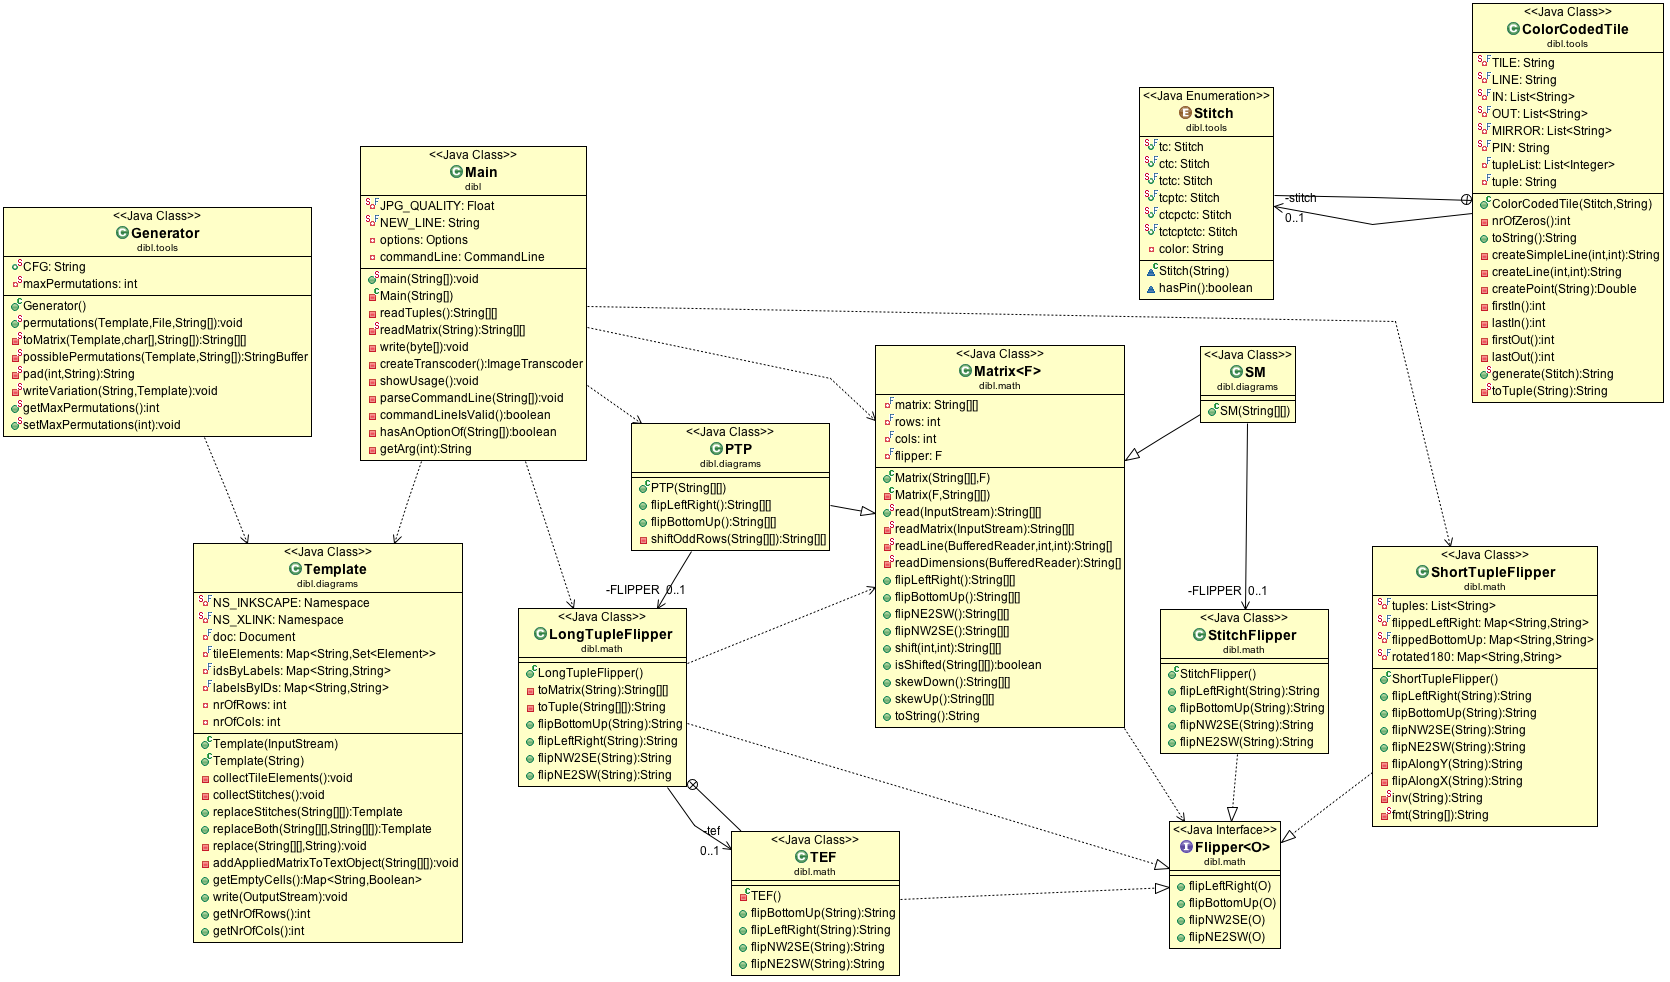 <<Java Class>>
Generator
dibl.tools
CFG: String
maxPermutations: int
Generator()
permutations(Template,File,String[]):void
toMatrix(Template,char[],String[]):String[][]
possiblePermutations(Template,String[]):StringBuffer
pad(int,String):String
writeVariation(String,Template):void
getMaxPermutations():int
setMaxPermutations(int):void
<<Java Class>>
Main
dibl
JPG_QUALITY: Float
NEW_LINE: String
options: Options
commandLine: CommandLine
main(String[]):void
Main(String[])
readTuples():String[][]
readMatrix(String):String[][]
write(byte[]):void
createTranscoder():ImageTranscoder
showUsage():void
parseCommandLine(String[]):void
commandLineIsValid():boolean
hasAnOptionOf(String[]):boolean
getArg(int):String
<<Java Enumeration>>
Stitch
dibl.tools
tc: Stitch
ctc: Stitch
tctc: Stitch
tcptc: Stitch
ctcpctc: Stitch
tctcptctc: Stitch
color: String
Stitch(String)
hasPin():boolean
-stitch
0..1
<<Java Class>>
ColorCodedTile
dibl.tools
TILE: String
LINE: String
IN: List<String>
OUT: List<String>
MIRROR: List<String>
PIN: String
tupleList: List<Integer>
tuple: String
ColorCodedTile(Stitch,String)
nrOfZeros():int
toString():String
createSimpleLine(int,int):String
createLine(int,int):String
createPoint(String):Double
firstIn():int
lastIn():int
firstOut():int
lastOut():int
generate(Stitch):String
toTuple(String):String
<<Java Class>>
PTP
dibl.diagrams
PTP(String[][])
flipLeftRight():String[][]
flipBottomUp():String[][]
shiftOddRows(String[][]):String[][]
-FLIPPER 0..1
<<Java Class>>
Matrix<F>
dibl.math
matrix: String[][]
rows: int
cols: int
flipper: F
Matrix(String[][],F)
Matrix(F,String[][])
read(InputStream):String[][]
readMatrix(InputStream):String[][]
readLine(BufferedReader,int,int):String[]
readDimensions(BufferedReader):String[]
flipLeftRight():String[][]
flipBottomUp():String[][]
flipNE2SW():String[][]
flipNW2SE():String[][]
shift(int,int):String[][]
isShifted(String[][]):boolean
skewDown():String[][]
skewUp():String[][]
toString():String
<<Java Class>>
SM
dibl.diagrams
SM(String[][])
-FLIPPER 0..1
<<Java Class>>
Template
dibl.diagrams
NS_INKSCAPE: Namespace
NS_XLINK: Namespace
doc: Document
tileElements: Map<String,Set<Element>>
idsByLabels: Map<String,String>
labelsByIDs: Map<String,String>
nrOfRows: int
nrOfCols: int
Template(InputStream)
Template(String)
collectTileElements():void
collectStitches():void
replaceStitches(String[][]):Template
replaceBoth(String[][],String[][]):Template
replace(String[][],String):void
addAppliedMatrixToTextObject(String[][]):void
getEmptyCells():Map<String,Boolean>
write(OutputStream):void
getNrOfRows():int
getNrOfCols():int
<<Java Class>>
LongTupleFlipper
dibl.math
LongTupleFlipper()
toMatrix(String):String[][]
toTuple(String[][]):String
flipBottomUp(String):String
flipLeftRight(String):String
flipNW2SE(String):String
flipNE2SW(String):String
-tef
0..1
<<Java Class>>
TEF
dibl.math
TEF()
flipBottomUp(String):String
flipLeftRight(String):String
flipNW2SE(String):String
flipNE2SW(String):String
<<Java Class>>
StitchFlipper
dibl.math
StitchFlipper()
flipLeftRight(String):String
flipBottomUp(String):String
flipNW2SE(String):String
flipNE2SW(String):String
<<Java Interface>>
Flipper<O>
dibl.math
flipLeftRight(O)
flipBottomUp(O)
flipNW2SE(O)
flipNE2SW(O)
<<Java Class>>
ShortTupleFlipper
dibl.math
tuples: List<String>
flippedLeftRight: Map<String,String>
flippedBottomUp: Map<String,String>
rotated180: Map<String,String>
ShortTupleFlipper()
flipLeftRight(String):String
flipBottomUp(String):String
flipNW2SE(String):String
flipNE2SW(String):String
flipAlongY(String):String
flipAlongX(String):String
inv(String):String
fmt(String[]):String